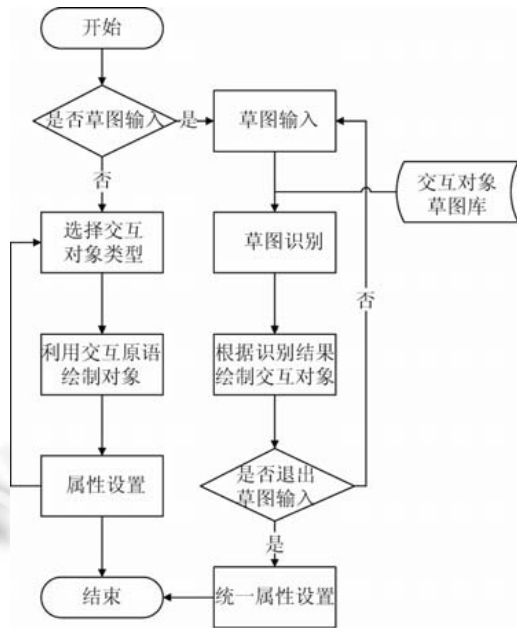 开始
是否草图输入
是
草图输入
否
交互对象
草图库
选择交互
对象类型
草图识别
否
利用交互原语
绘制对象
根据识别结果
绘制交互对象
属性设置
是否退出
草图输入
是
结束
统一属性设置